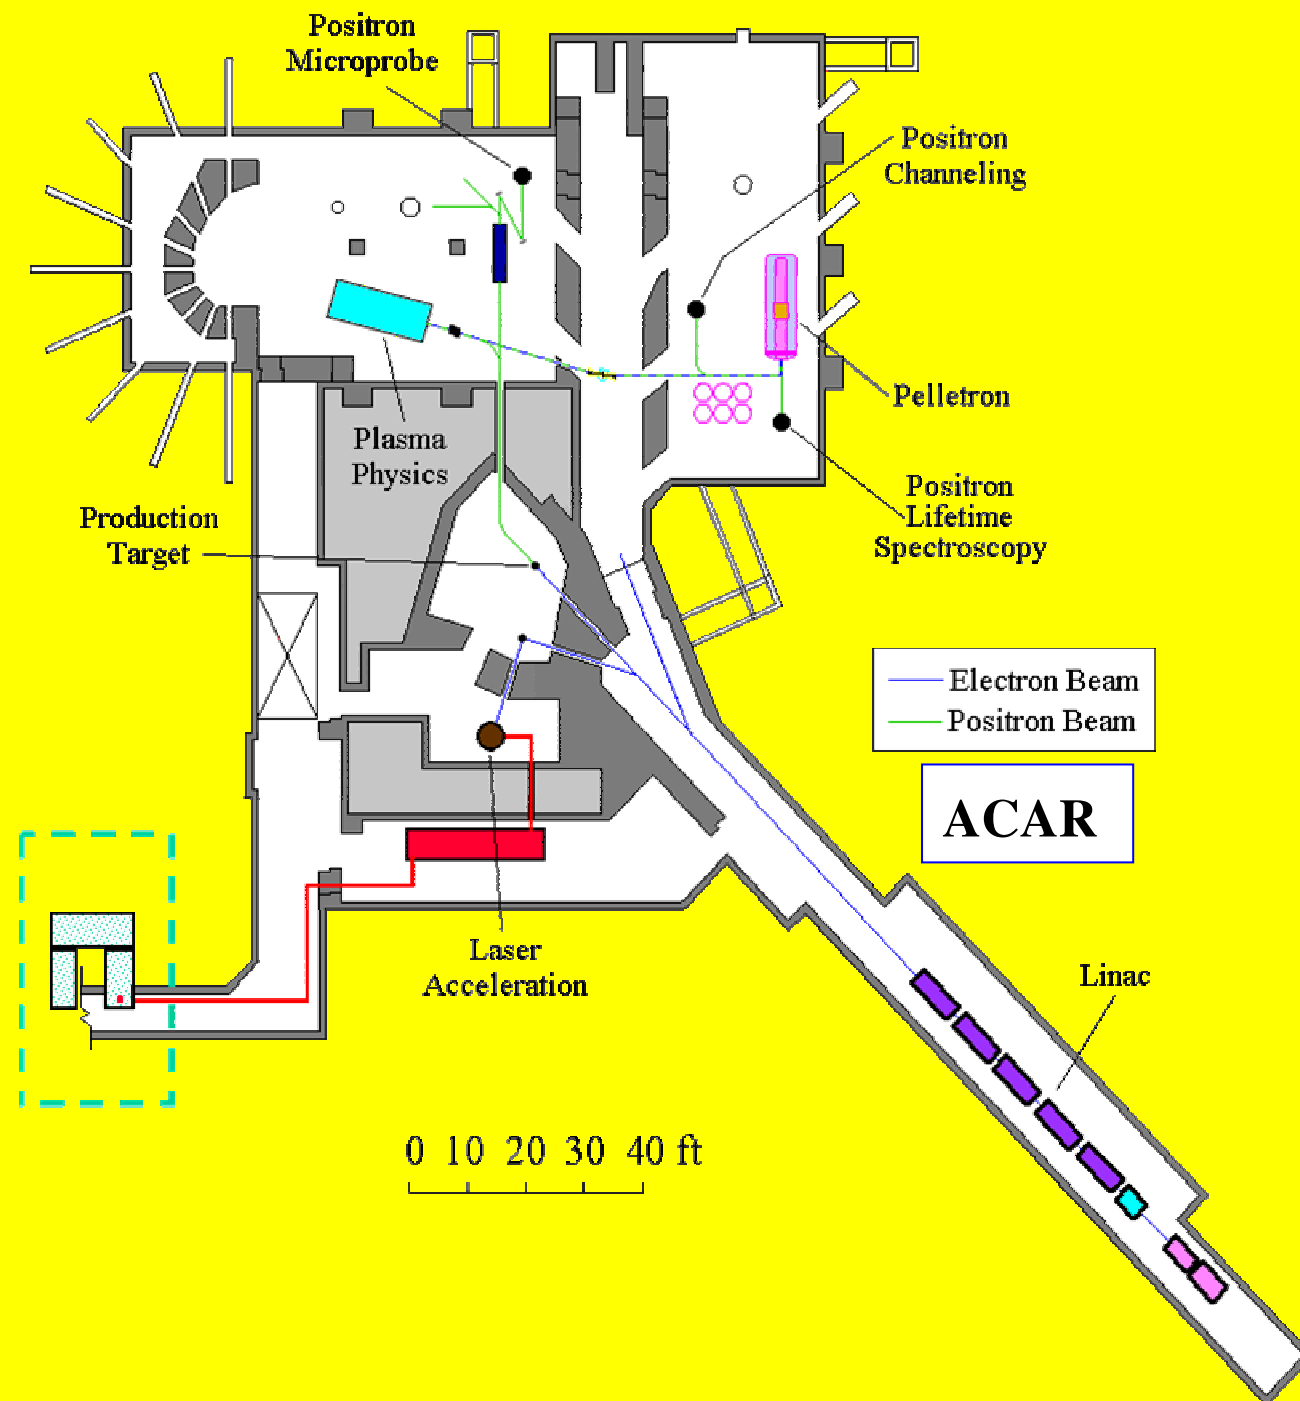 Positron
Microprobe
Positron
Channeling
Pelletron
Plasma
Physics
Positron
Lifetime
Spectroscopy
Production
Target
Electron Beam
Positron Beam
ACAR
Laser
Acceleration
Linac
0 10 20 30 40 ft